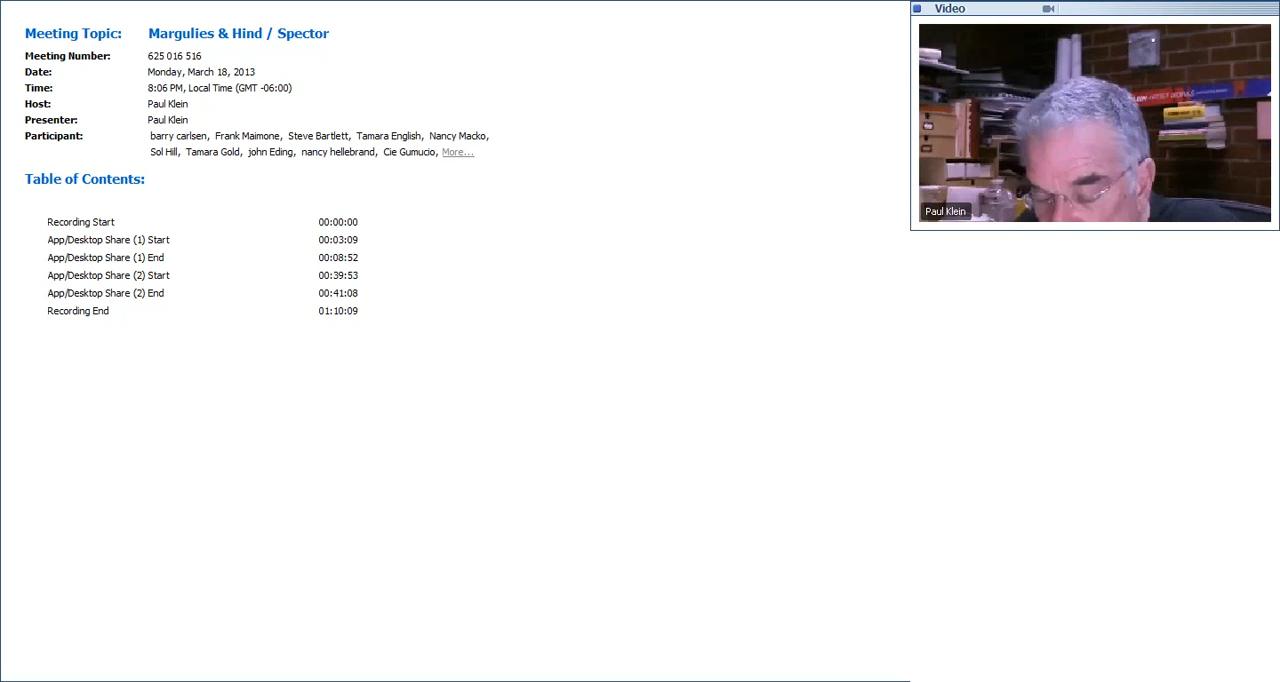 Meeting Topic: Margulies & Hind / Spector
Meeting Number: 625 016 516
Date: Monday, March 18, 2013
Time: 8:06 PM, Local Time (GMT -06:00)
Host: Paul Klein
Presenter: Paul Klein
Participant: barry carlsen, Frank Maimone, Steve Bartlett, Tamara English, Nancy Macko,
Sol Hill, Tamara Gold, john Eding, nancy hellebrand, Cie Gumucio, More...
Table of Contents:
Recording Start 00:00:00
App/Desktop Share (1) Start 00:03:09
App/Desktop Share (1) End 00:08:52
App/Desktop Share (2) Start 00:39:53
App/Desktop Share (2) End 00:41:08
Recording End 01:10:09
Video
Paul Klein